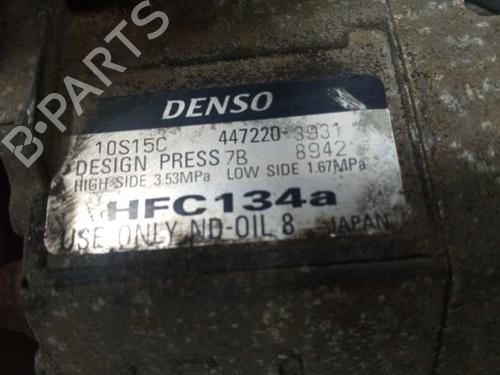 DENSO
10S15C 447220-3931
DESIGN PRESS 7B 8942
HIGH SIDE 3.53MPa LOW SIDE 1.67MPa
HFC134a
USE ONLY ND-OIL 8 JAPAN